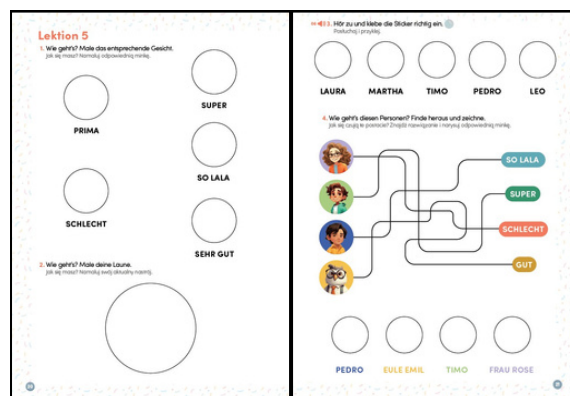 Lektion 5
1. Wie geht's? Male das entsprechende Gesicht.
Jak się masz? Namaluj odpowiednią minkę.
SUPER
PRIMA
SO LALA
SCHLECHT
SEHR GUT
2. Wie geht's? Male deine Laune.
Jak się masz? Namaluj swój aktualny nastrój.
3. Hör zu und klebe die Sticker richtig ein.
Posłuchaj i przyklej.
LAURA MARTHA TIMO PEDRO LEO
4. Wie geht's diesen Personen? Finde heraus und zeichne.
Jak się czują te postacie? Znajdź rozwiązanie i narysuj odpowiednią minkę.
SO LALA
SUPER
SCHLECHT
GUT
PEDRO EULE EMIL TIMO FRAU ROSE